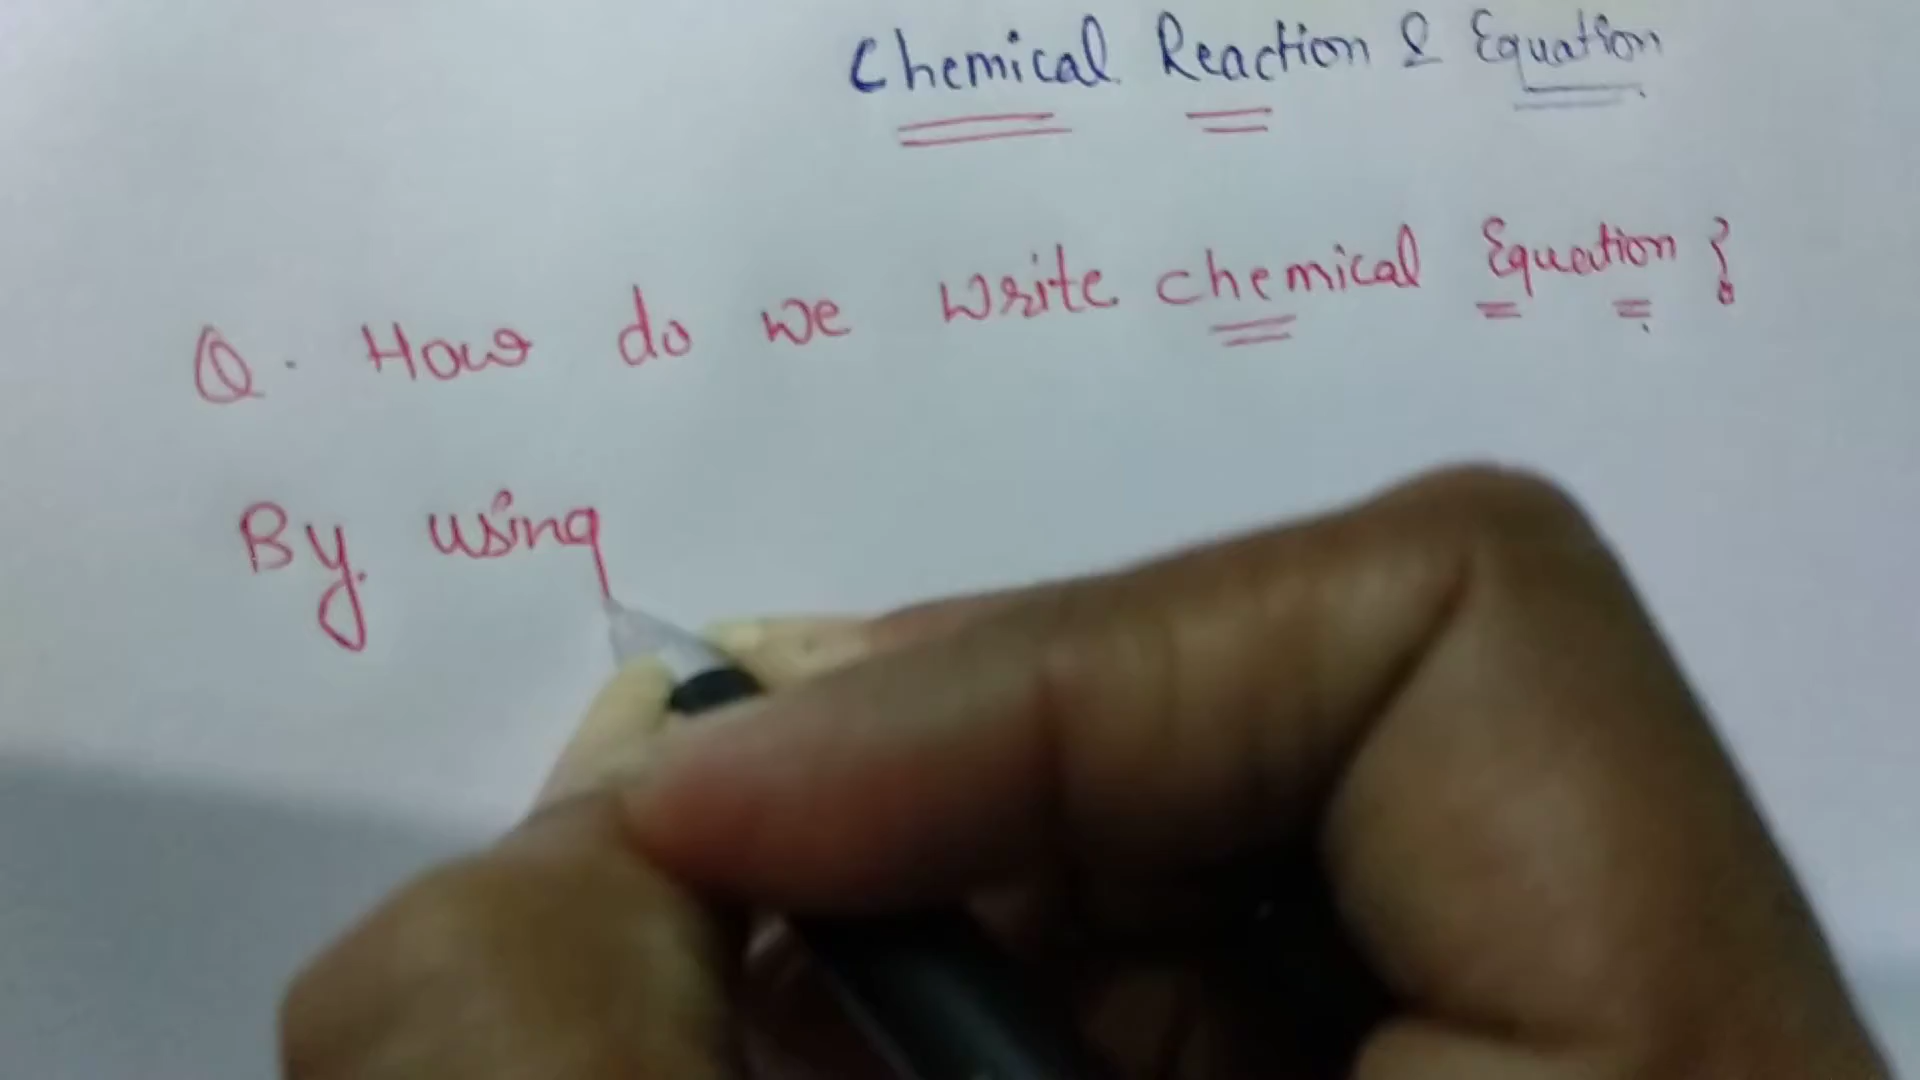 Chemical Reaction & Equation
Q. How do we write chemical Equation ?
By using